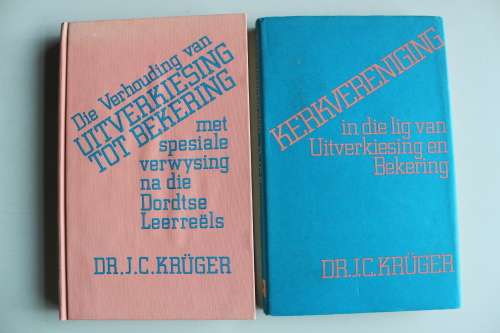 Die Verhouding van
UITVERKIESING
TOT BEKERING
met
spesiale
verwysing
na die
Dordtse
Leerreëls
DR. J.C. KRÜGER
KERKVERENIGING
in die lig van
Uitverkiesing en
Bekering
DR. J.C. KRÜGER